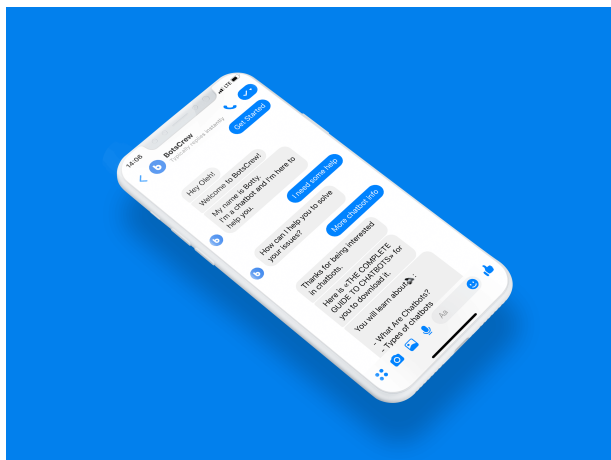 14:06
LTE
BotsCrew
Typically replies instantly
Get Started
Hey Oleh!
Welcome to BotsCrew!
My name is Botty.
I'm a chatbot and I'm here to
help you.
I need some help
How can I help you to solve
your issues?
More chatbot info
Thanks for being interested
in chatbots.
Here is «THE COMPLETE
GUIDE TO CHATBOTS» for
you to download it.
You will learn about🎓:
- What Are Chatbots?
- Types of chatbots
Aa